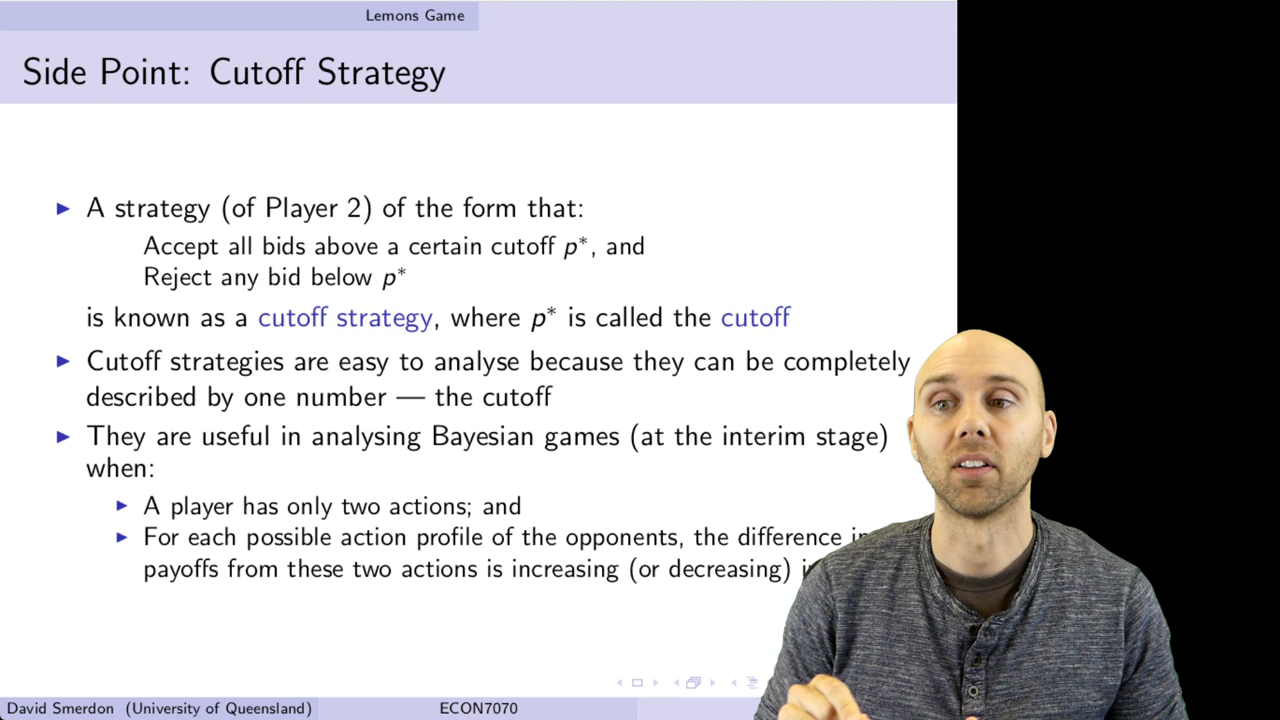 Lemons Game
Side Point: Cutoff Strategy
A strategy (of Player 2) of the form that:
Accept all bids above a certain cutoff p*, and
Reject any bid below p*
is known as a cutoff strategy, where p* is called the cutoff
Cutoff strategies are easy to analyse because they can be completely
described by one number — the cutoff
They are useful in analysing Bayesian games (at the interim stage)
when:
A player has only two actions; and
For each possible action profile of the opponents, the difference in
payoffs from these two actions is increasing (or decreasing)
David Smerdon (University of Queensland)
ECON7070